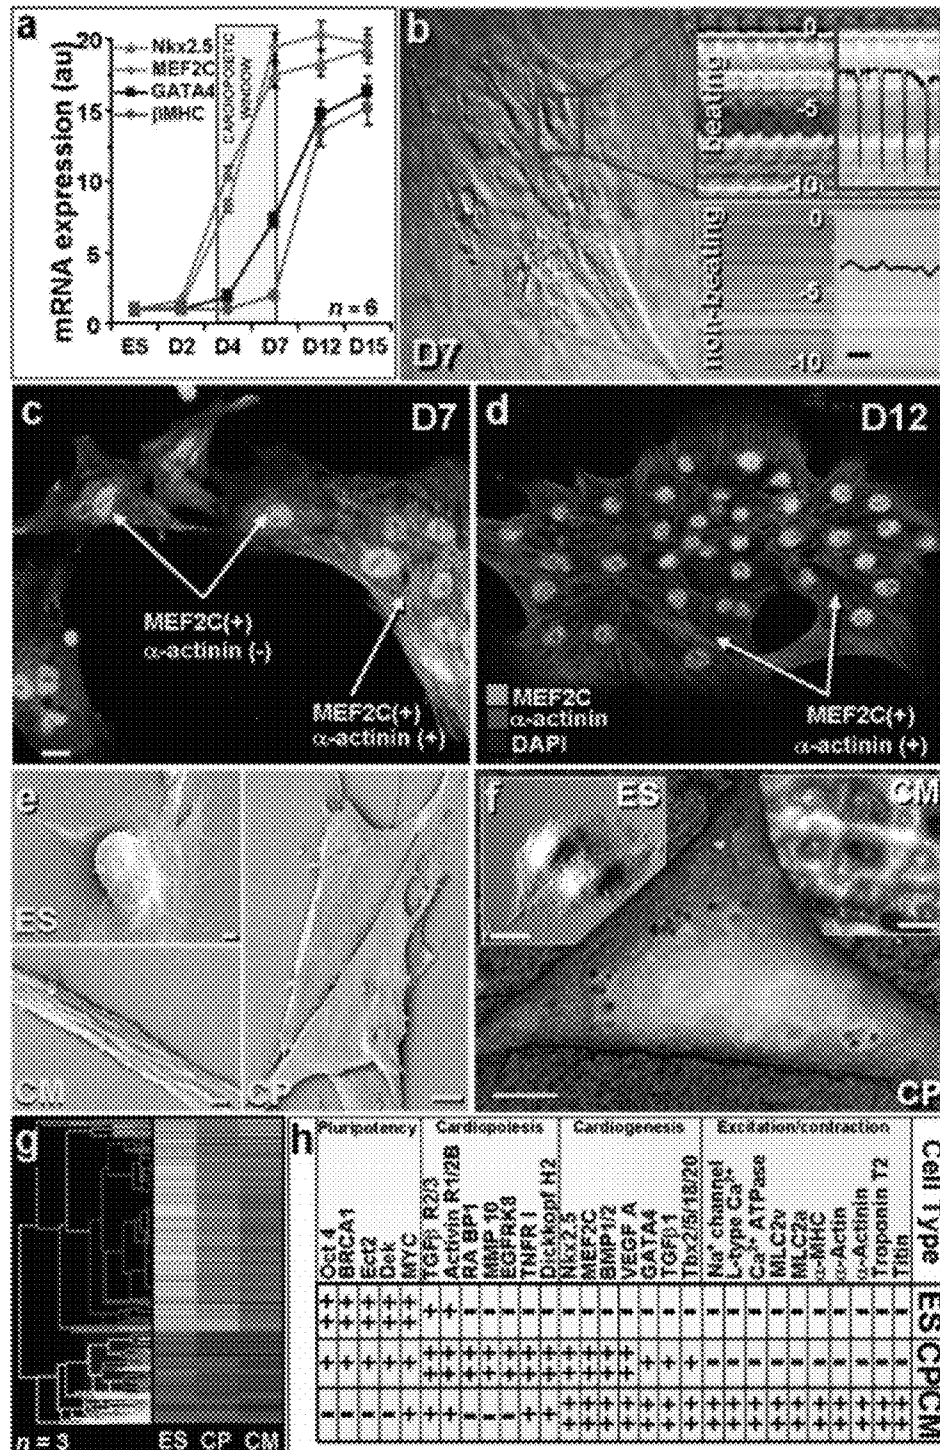 a
Nkx2.5
MEF2C
GATA4
βMHC
CARDIOPOIETIC
WINDOW
mRNA expression (au)
20
15
10
5
0
n = 6
ES D2 D4 D7 D12 D15
b
D7
beating
0
-5
-10
non-beating
0
-5
-10
c
D7
MEF2C(+)
α-actinin (-)
MEF2C(+)
α-actinin (+)
d
D12
MEF2C
α-actinin
DAPI
MEF2C(+)
α-actinin (+)
e
ES
CM
CP
f
ES
CM
CP
g
n = 3
ES CP CM
h
Pluripotency Cardiopoiesis Cardiogenesis Excitation/contraction Cell Type
Oct 4
BRCA1
Ect2
Dek
MYC
TGFβ R2/3
Activin R1/2B
RA BP1
MMP 10
EGFRK8
TNFR I
Dickkopf H2
Nkx2.5
MEF2C
BMP1/2
VEGF A
GATA4
TGFβ1
Tbx2/5/18/20
Na⁺ channel
L-type Ca²⁺
Ca²⁺ ATPase
MLC2v
MLC2a
α-MHC
α-Actin
α-Actinin
Troponin T2
Titin
++ ++ ++ ++ ++ + + - - - - - - - - - - - - - - - - - - - - - - ES
+ + + + + ++ ++ ++ ++ ++ ++ ++ ++ ++ ++ ++ + + + - - - - - - - - - - CP
- - - - + + + - - - + + ++ ++ ++ ++ ++ ++ ++ ++ ++ ++ ++ ++ ++ ++ ++ ++ ++ CM